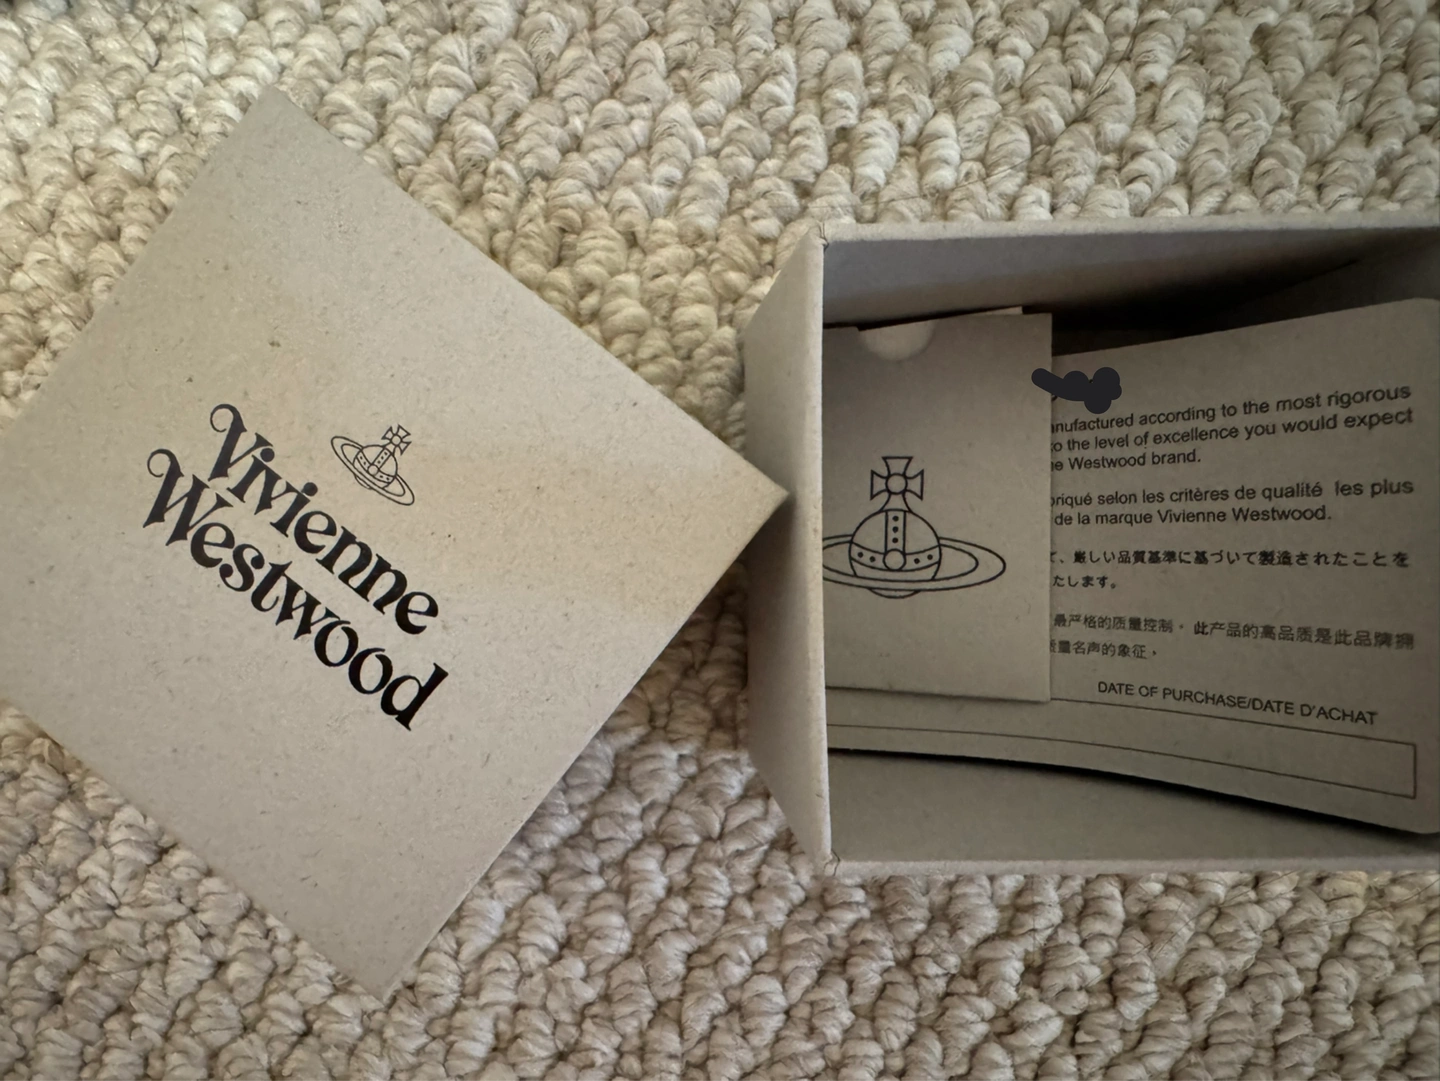 Vivienne
Westwood
anufactured according to the most rigorous
o the level of excellence you would expect
e Westwood brand.
briqué selon les critères de qualité les plus
de la marque Vivienne Westwood.
て、厳しい品質基準に基づいて製造されたことを
たします。
最严格的质量控制。此产品的高品质是此品牌拥
质量名声的象征，
DATE OF PURCHASE/DATE D'ACHAT